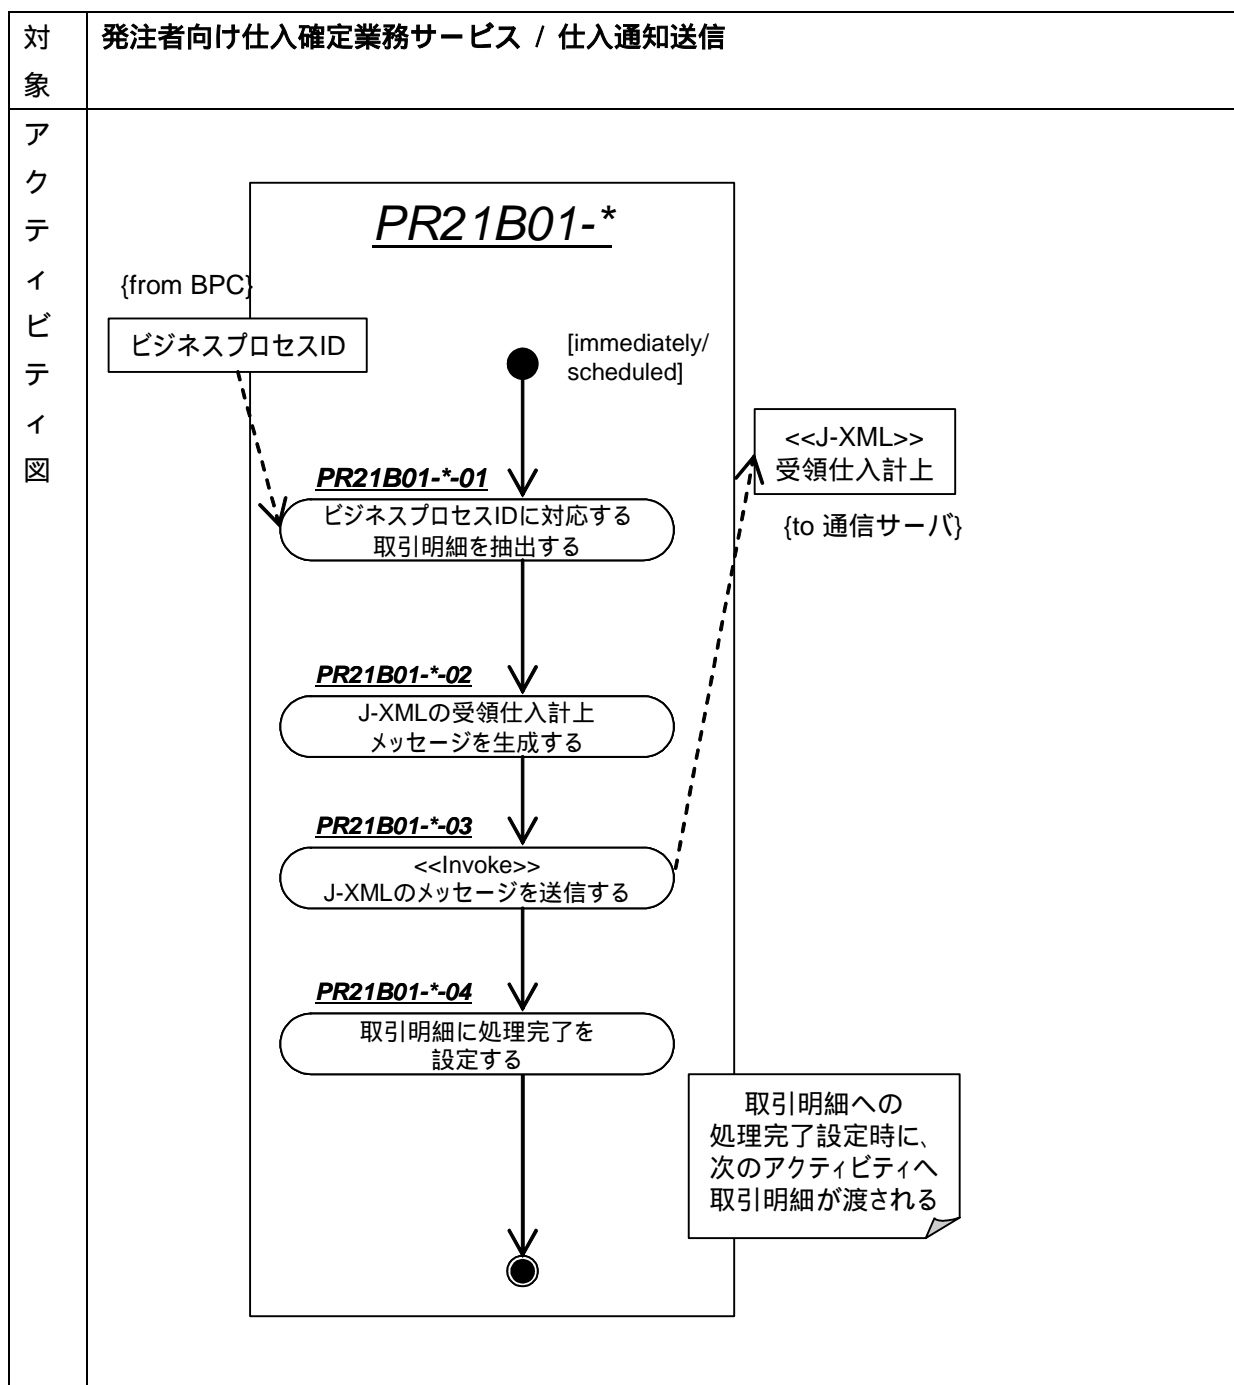 対象
発注者向け仕入確定業務サービス / 仕入通知送信
アクティビティ図
PR21B01-*
{from BPC}
ビジネスプロセスID
[immediately/
scheduled]
<<J-XML>>
受領仕入計上
{to 通信サーバ}
PR21B01-*-01
ビジネスプロセスIDに対応する
取引明細を抽出する
PR21B01-*-02
J-XMLの受領仕入計上
メッセージを生成する
PR21B01-*-03
<<Invoke>>
J-XMLのメッセージを送信する
PR21B01-*-04
取引明細に処理完了を
設定する
取引明細への
処理完了設定時に、
次のアクティビティへ
取引明細が渡される